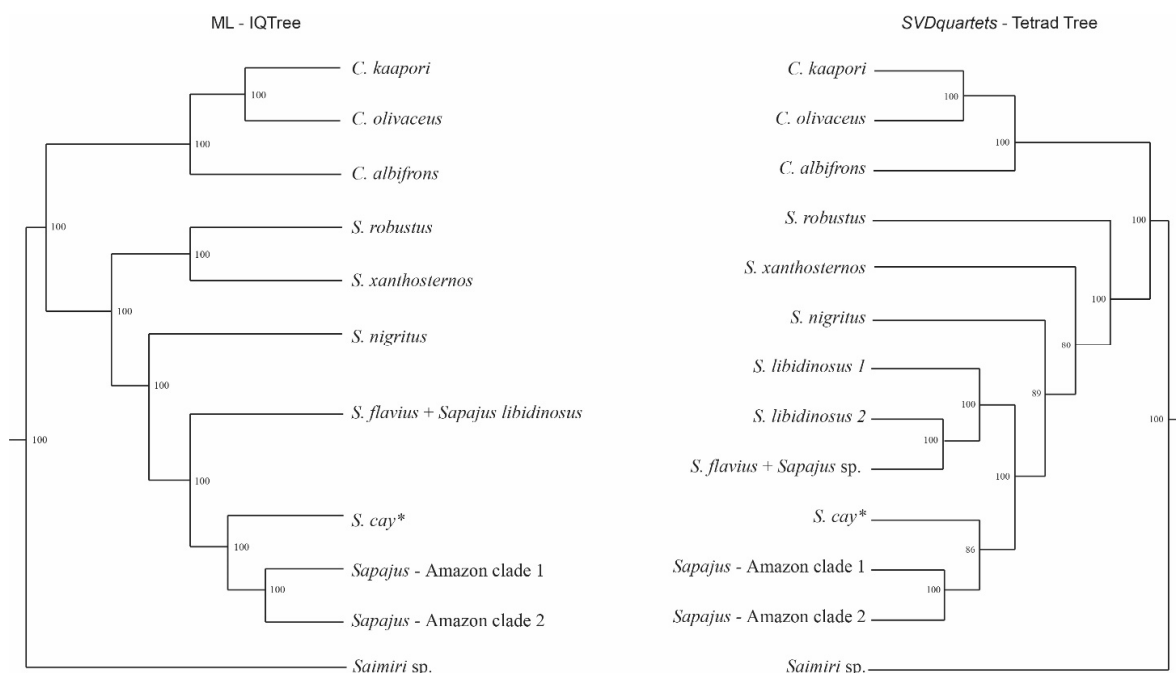 ML - IQTree
C. kaapori
100
C. olivaceus
100
C. albifrons
100
S. robustus
100
S. xanthosternos
100
S. nigritus
100
S. flavius + Sapajus libidinosus
100
100
S. cay*
100
Sapajus - Amazon clade 1
100
Sapajus - Amazon clade 2
Saimiri sp.
SVDquartets - Tetrad Tree
C. kaapori
100
C. olivaceus
100
C. albifrons
S. robustus
100
S. xanthosternos
100
S. nigritus
80
S. libidinosus 1
89
100
S. libidinosus 2
100
100
S. flavius + Sapajus sp.
100
S. cay*
86
Sapajus - Amazon clade 1
100
Sapajus - Amazon clade 2
Saimiri sp.